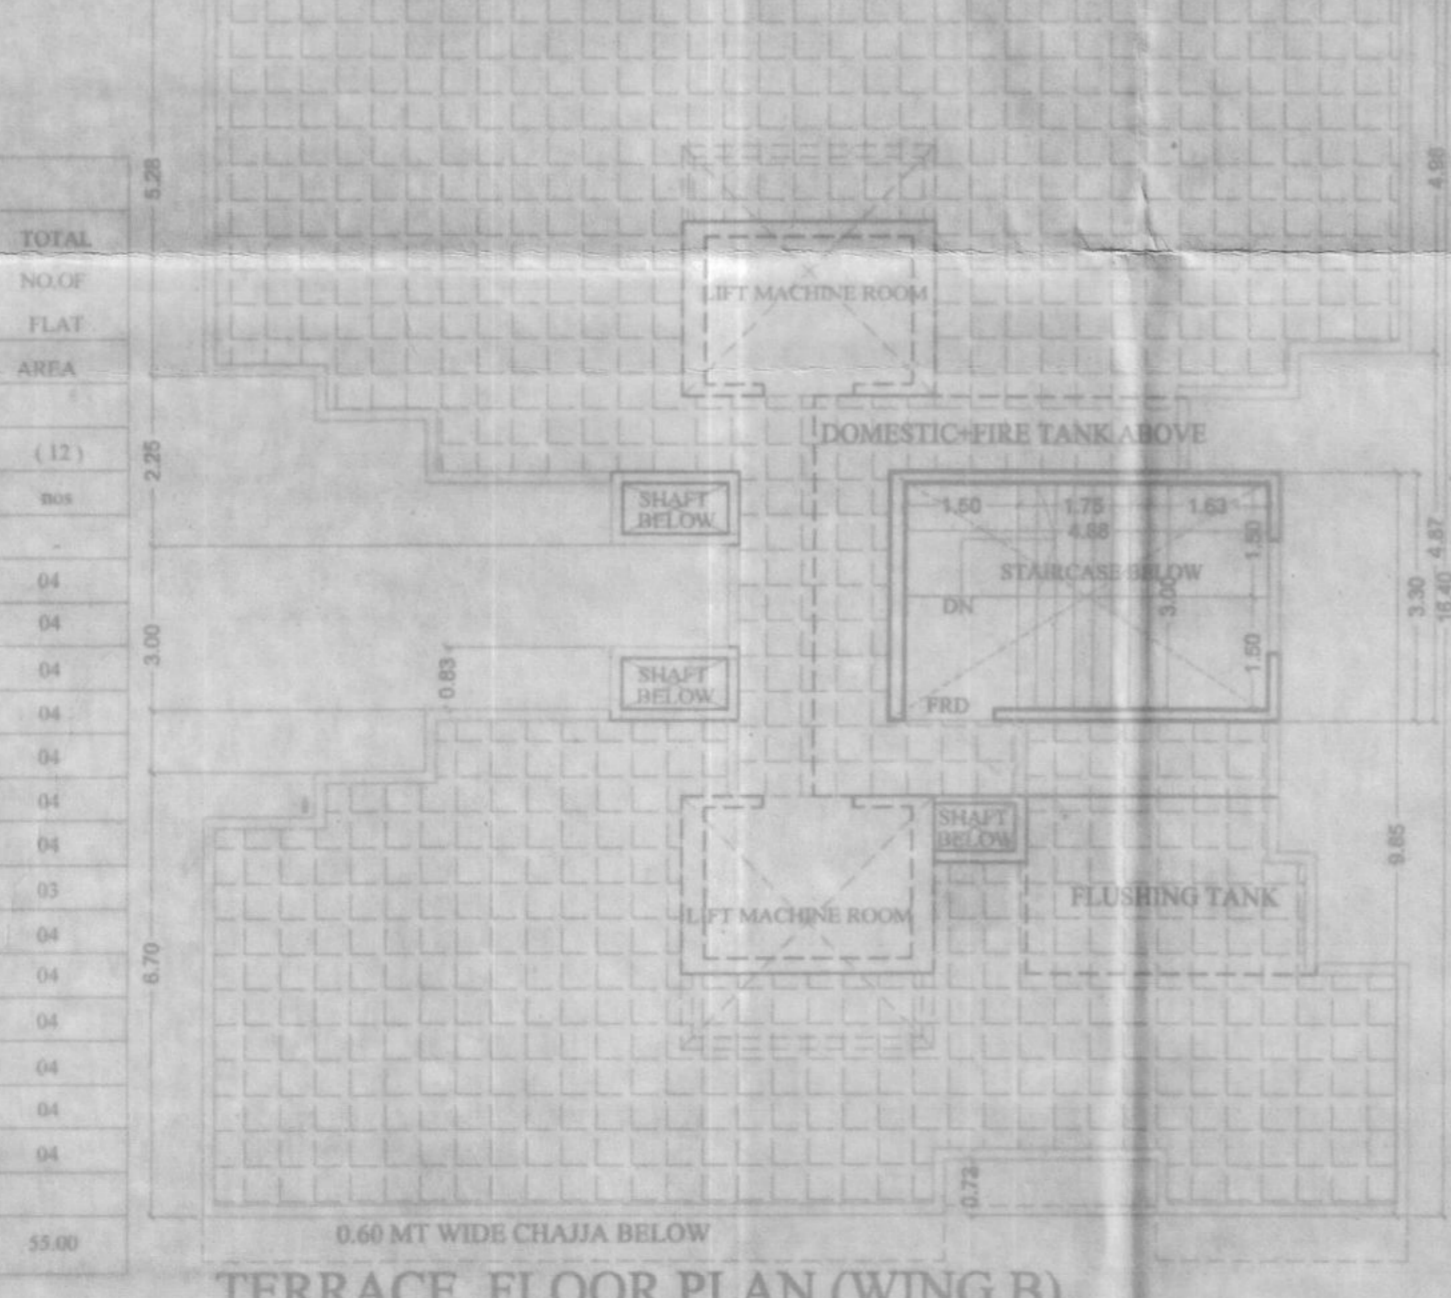 TOTAL
NO.OF
FLAT
AREA
( 12 )
nos
-
04
04
04
04
04
04
04
03
04
04
04
04
04
04
55.00
5.28
2.25
3.00
0.83
6.70
4.98
LIFT MACHINE ROOM
DOMESTIC+FIRE TANK ABOVE
SHAFT
BELOW
1.50 1.75 1.63
4.88
1.50
STAIRCASE BELOW
3.00
DN
1.50
FRD
3.30
4.87
SHAFT
BELOW
SHAFT
BELOW
LIFT MACHINE ROOM
FLUSHING TANK
9.85
0.72
0.60 MT WIDE CHAJJA BELOW
TERRACE FLOOR PLAN (WING B)